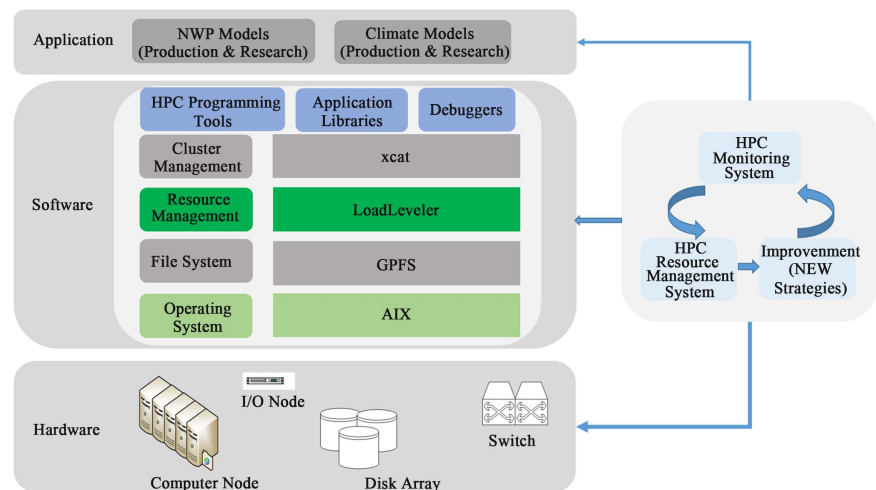 Application
NWP Models
(Production & Research)
Climate Models
(Production & Research)
Software
HPC Programming
Tools
Application
Libraries
Debuggers
Cluster
Management
xcat
Resource
Management
LoadLeveler
File System
GPFS
Operating
System
AIX
HPC
Monitoring
System
HPC
Resource
Management
System
Improvenment
(NEW
Strategies)
Hardware
I/O Node
Computer Node
Disk Array
Switch